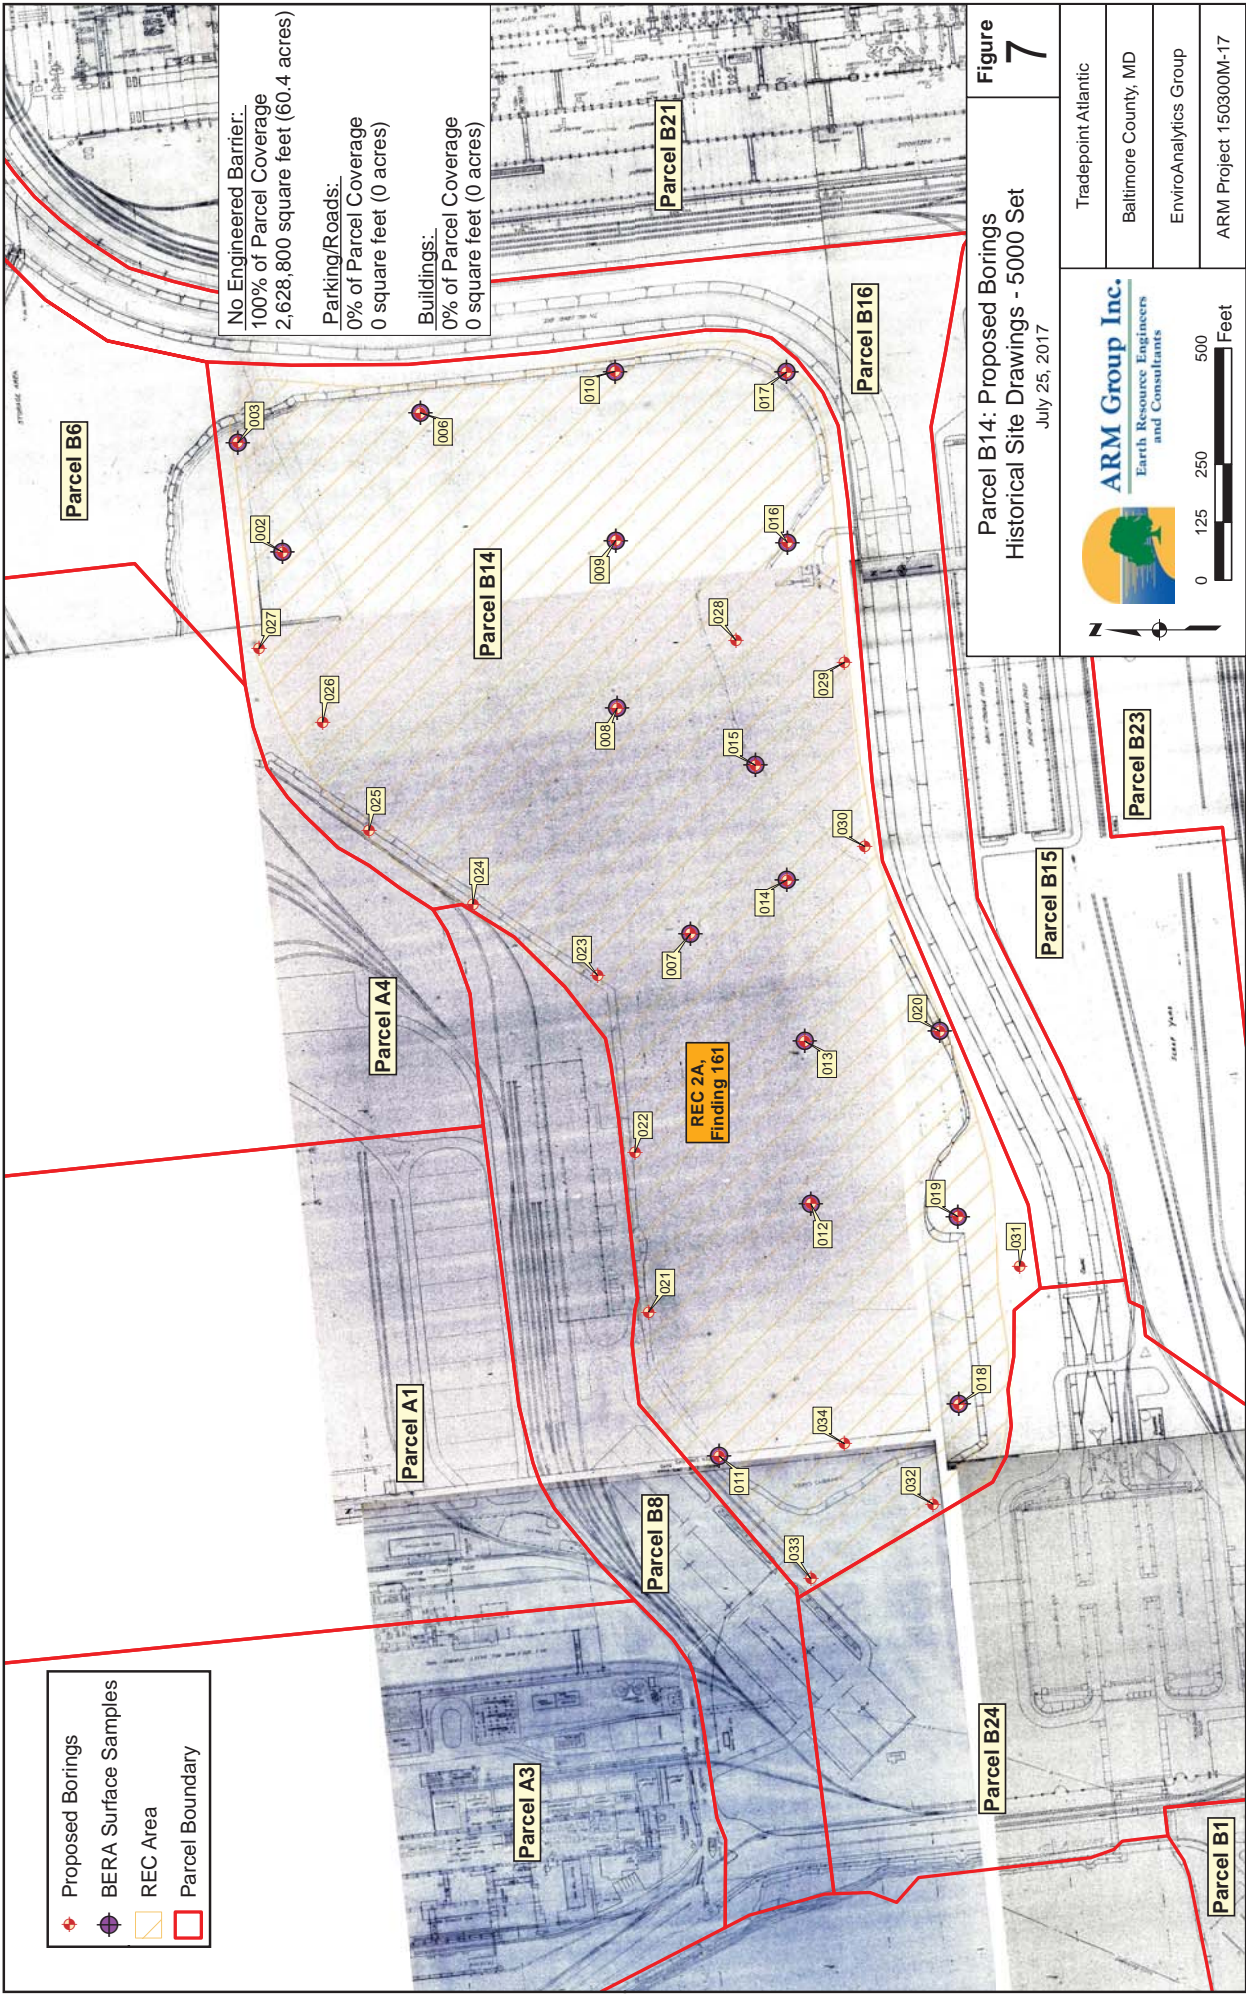 Proposed Borings
BERA Surface Samples
REC Area
Parcel Boundary
No Engineered Barrier:
100% of Parcel Coverage
2,628,800 square feet (60.4 acres)
Parking/Roads:
0% of Parcel Coverage
0 square feet (0 acres)
Buildings:
0% of Parcel Coverage
0 square feet (0 acres)
STORAGE AREA
Parcel B6
Parcel B21
Parcel A4
Parcel A1
Parcel A3
Parcel B8
Parcel B14
REC 2A,
Finding 161
Parcel B16
Parcel B15
Parcel B23
Parcel B24
Parcel B1
SCRAP YARD
003
002
027
026
006
025
024
010
009
008
023
007
022
021
028
017
016
015
014
013
012
011
029
030
034
033
020
019
018
032
031
Parcel B14: Proposed Borings
Historical Site Drawings - 5000 Set
July 25, 2017
Figure
7
N
ARM Group Inc.
Earth Resource Engineers
and Consultants
0 125 250 500
Feet
Tradepoint Atlantic
Baltimore County, MD
EnviroAnalytics Group
ARM Project 150300M-17